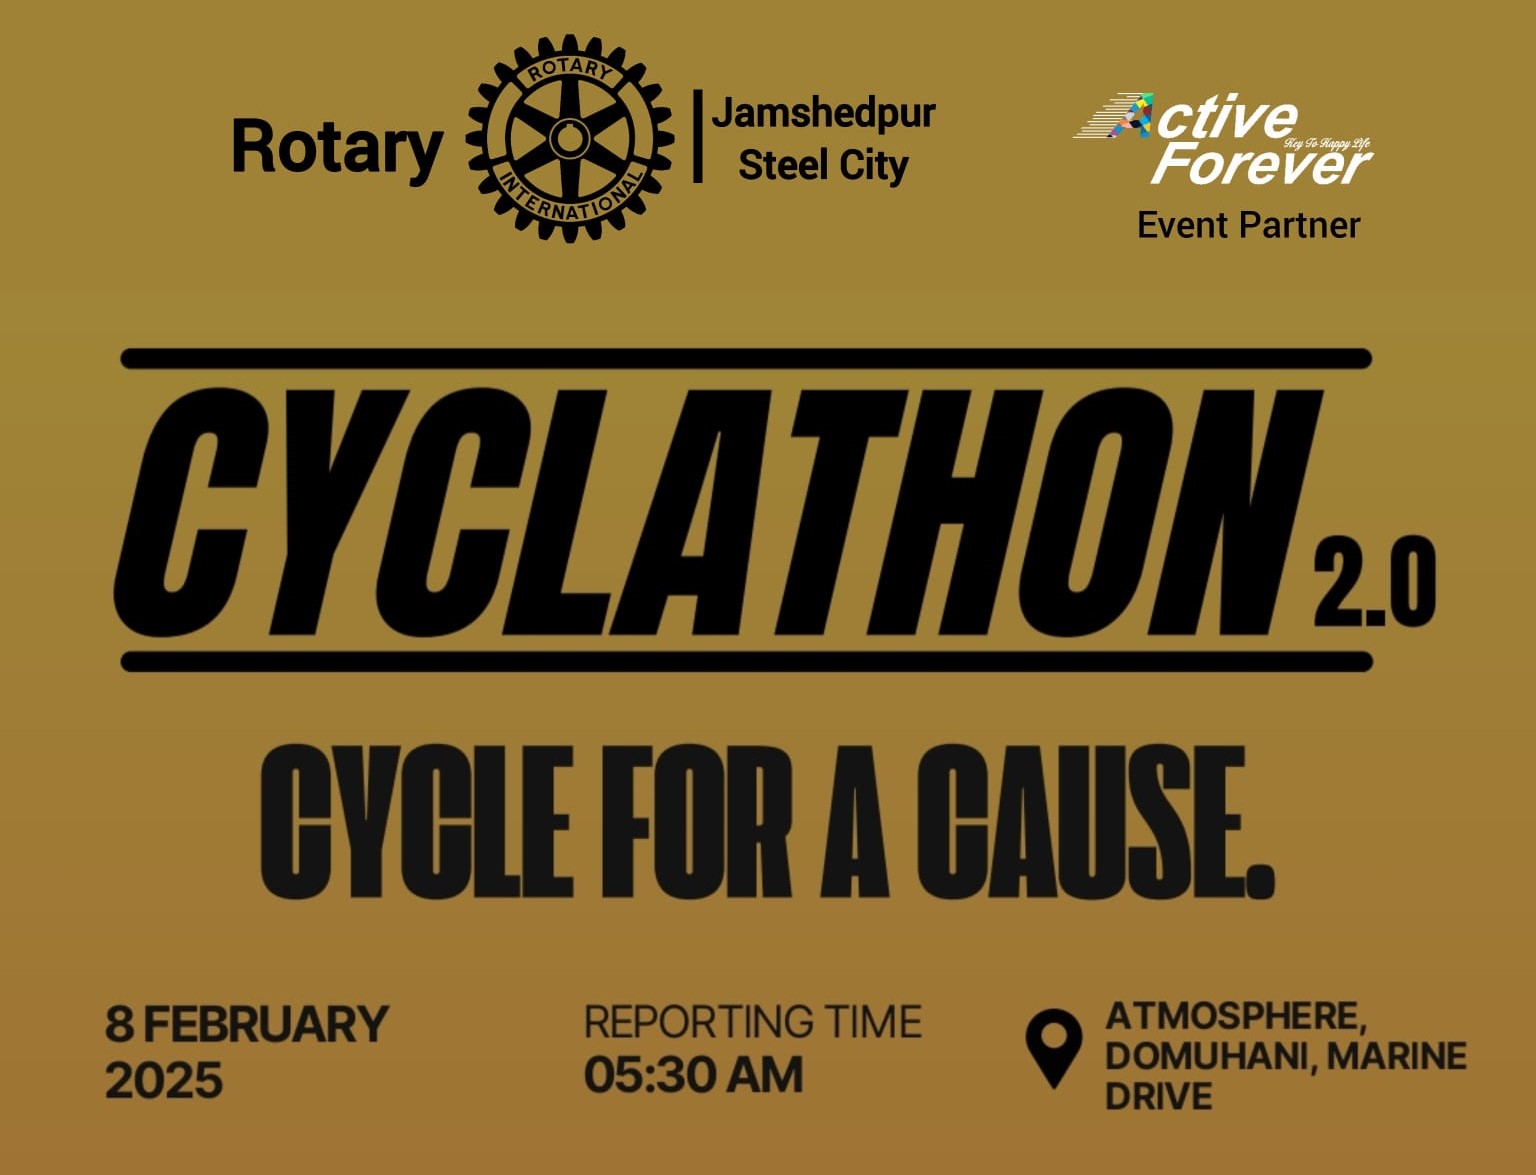 Rotary
ROTARY
INTERNATIONAL
Jamshedpur
Steel City
Active
Key To Happy Life
Forever
Event Partner
CYCLATHON 2.0
CYCLE FOR A CAUSE.
8 FEBRUARY
2025
REPORTING TIME
05:30 AM
ATMOSPHERE,
DOMUHANI, MARINE
DRIVE